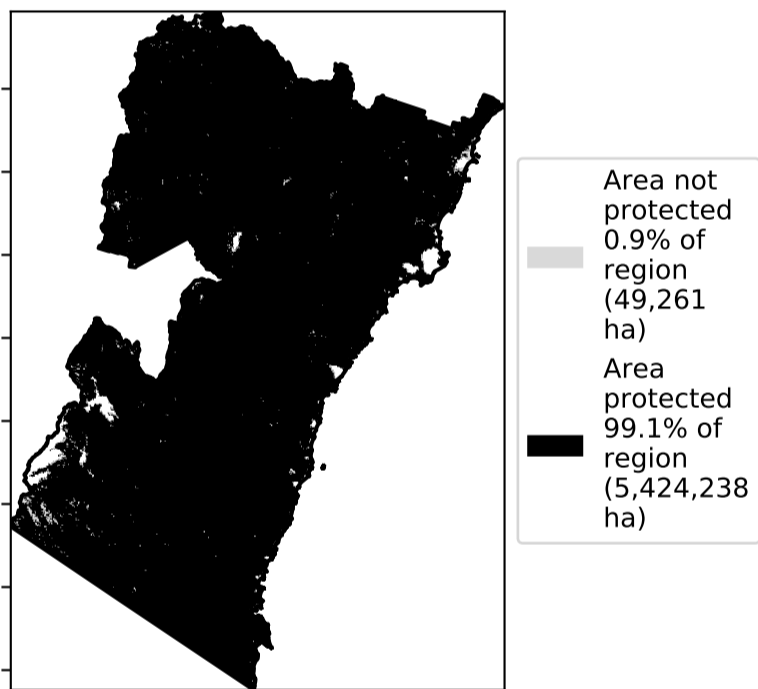 Area not
protected
0.9% of
region
(49,261
ha)
Area
protected
99.1% of
region
(5,424,238
ha)